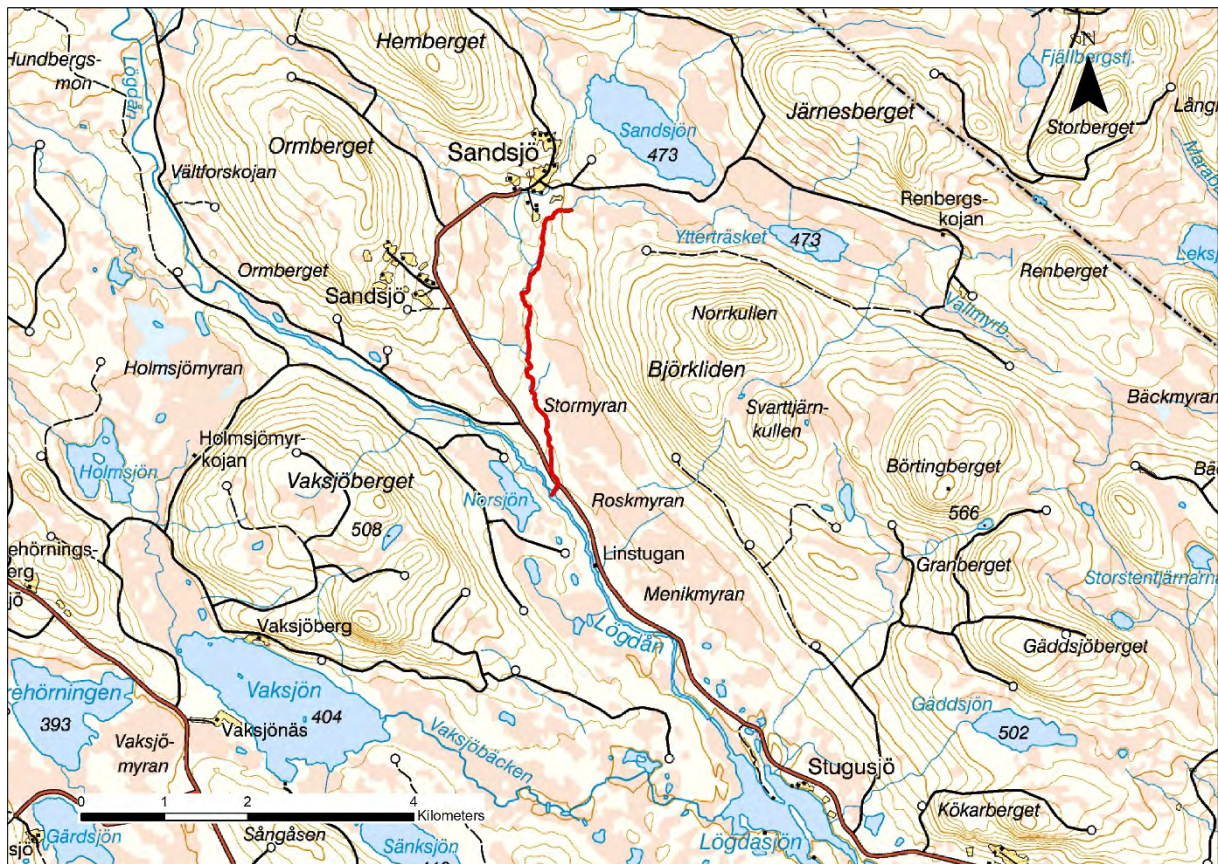 Hemberget
Hundbergs-
mon
Lögdån
N
Fjällbergstj.
Järnesberget
Storberget
Sandsjön
473
Ormberget
Sandsjö
Vältforskojan
Renbergs-
kojan
Ytterträsket
473
Renberget
Ormberget
Sandsjö
Vallmyrb.
Norrkullen
Holmsjömyran
Björkliden
Bäckmyran
Stormyran
Svarttjärn-
kullen
Holmsjömyr-
kojan
Holmsjön
Vaksjöberget
Norsjön
Börtingberget
Roskmyran
508
566
Linstugan
Granberget
Menikmyran
Lögdån
Vaksjöberg
Gäddsjöberget
Vaksjön
404
Gäddsjön
502
393
Vaksjönäs
Vaksjö-
myran
Vaksjöbäcken
Stugusjö
0 1 2 4
Kilometers
Kökarberget
Gärdsjön
Sångåsen
Sänksjön
Lögdasjön